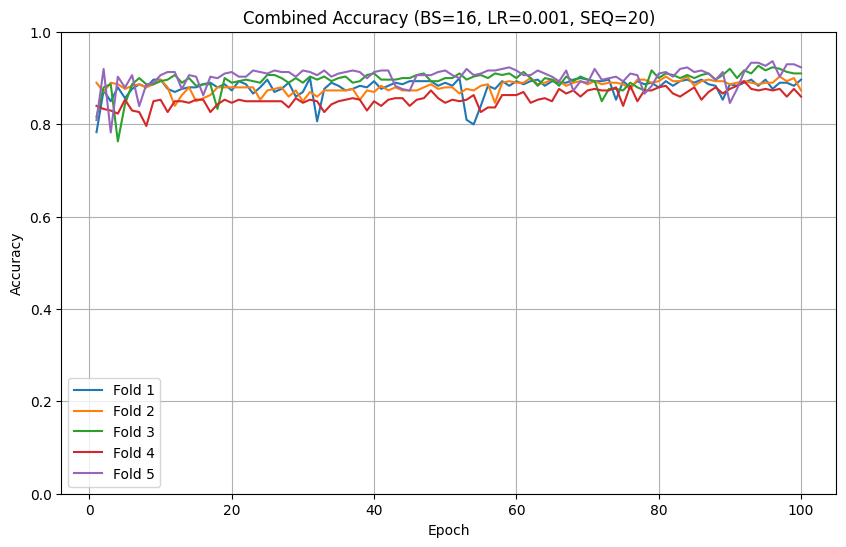 Combined Accuracy (BS=16, LR=0.001, SEQ=20)
Accuracy
1.0
0.8
0.6
0.4
0.2
0.0
Fold 1
Fold 2
Fold 3
Fold 4
Fold 5
0 20 40 60 80 100
Epoch